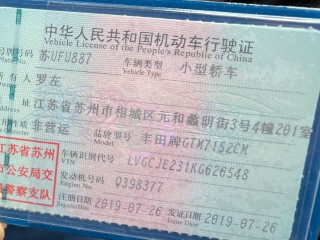 中华人民共和国机动车行驶证
Vehicle License of the People's Republic of China
号牌号码 苏UFU887 车辆类型 小型轿车
Vehicle Type
所有人 罗左
址 江苏省苏州市相城区元和蠡明街3号4幢201室
质 非营运 品牌型号 丰田牌GTM7152CM
Model
江苏省苏州 车辆识别代号 LVGCJE231KG626548
VIN
市公安局交 发动机号码 Q398377
Engine No.
通警察支队 注册日期 2019-07-26 发证日期 2019-07-26